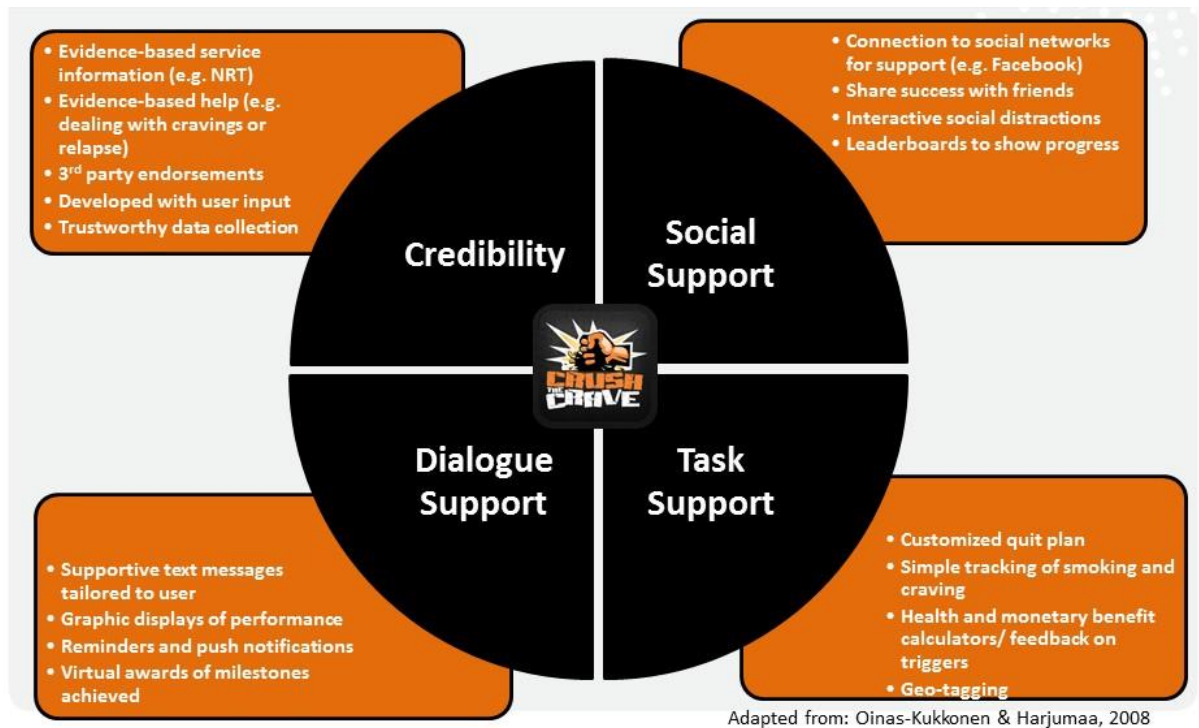 • Evidence-based service
information (e.g. NRT)
• Evidence-based help (e.g.
dealing with cravings or
relapse)
• 3rd party endorsements
• Developed with user input
• Trustworthy data collection
• Connection to social networks
for support (e.g. Facebook)
• Share success with friends
• Interactive social distractions
• Leaderboards to show progress
Credibility
Social
Support
CRUSH
THE
CRAVE
Dialogue
Support
Task
Support
• Supportive text messages
tailored to user
• Graphic displays of performance
• Reminders and push notifications
• Virtual awards of milestones
achieved
• Customized quit plan
• Simple tracking of smoking and
craving
• Health and monetary benefit
calculators/ feedback on
triggers
• Geo-tagging
Adapted from: Oinas-Kukkonen & Harjumaa, 2008